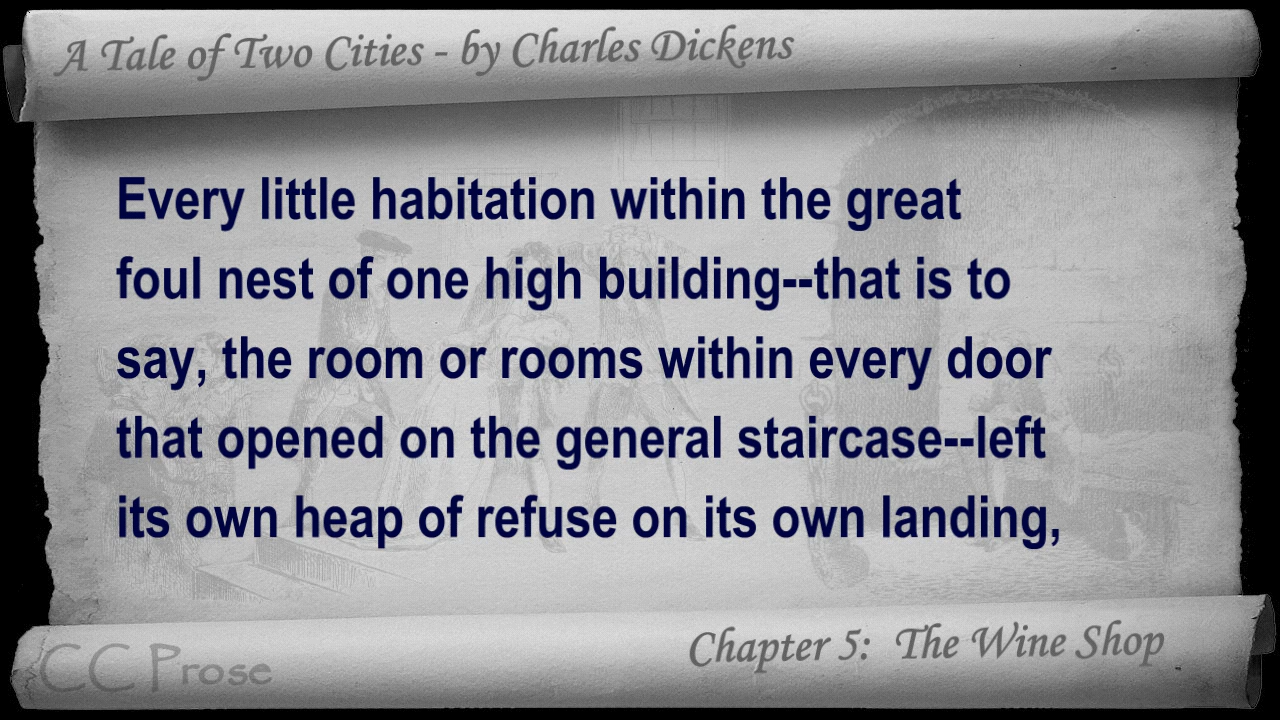 A Tale of Two Cities - by Charles Dickens
Every little habitation within the great
foul nest of one high building--that is to
say, the room or rooms within every door
that opened on the general staircase--left
its own heap of refuse on its own landing,
CC Prose
Chapter 5: The Wine Shop